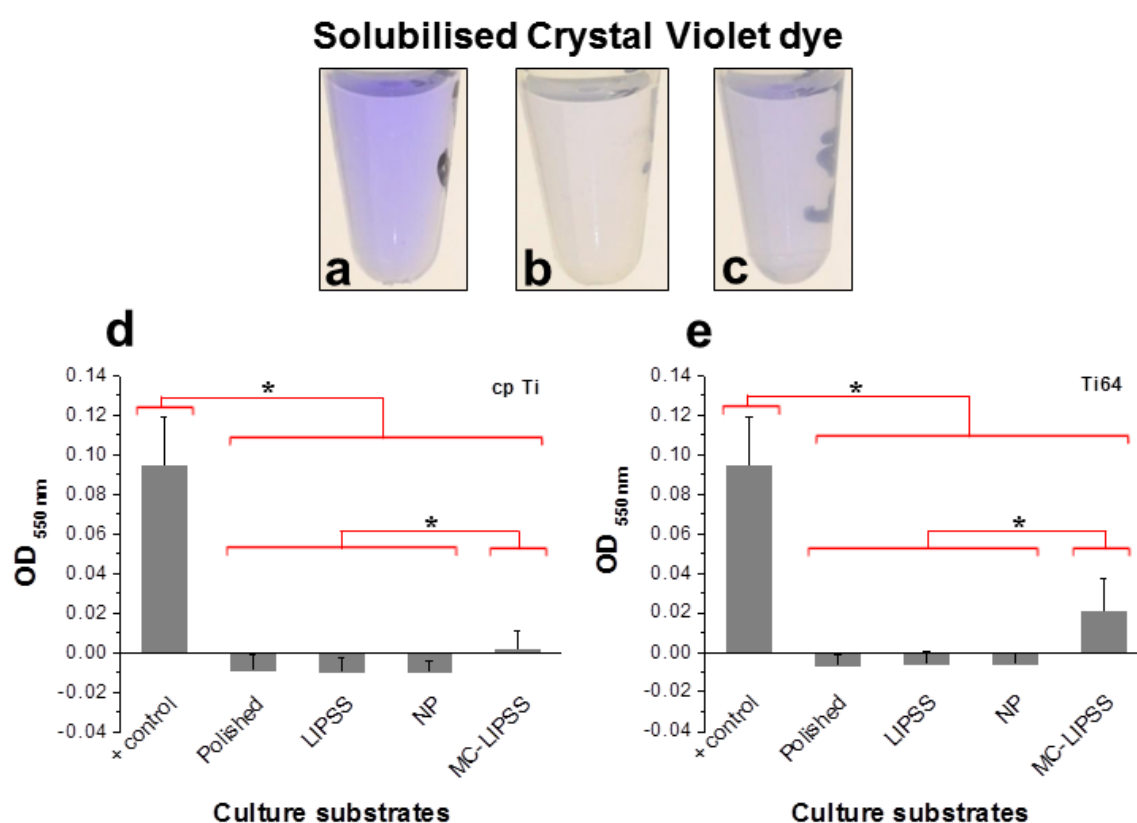 Solubilised Crystal Violet dye
a
b
c
d
e
cp Ti
*
*
0.14
0.12
0.10
0.08
0.06
0.04
0.02
0.00
-0.02
-0.04
OD 550 nm
+ control
Polished
LIPSS
NP
MC-LIPSS
Culture substrates
Ti64
*
*
0.14
0.12
0.10
0.08
0.06
0.04
0.02
0.00
-0.02
-0.04
OD 550 nm
+ control
Polished
LIPSS
NP
MC-LIPSS
Culture substrates